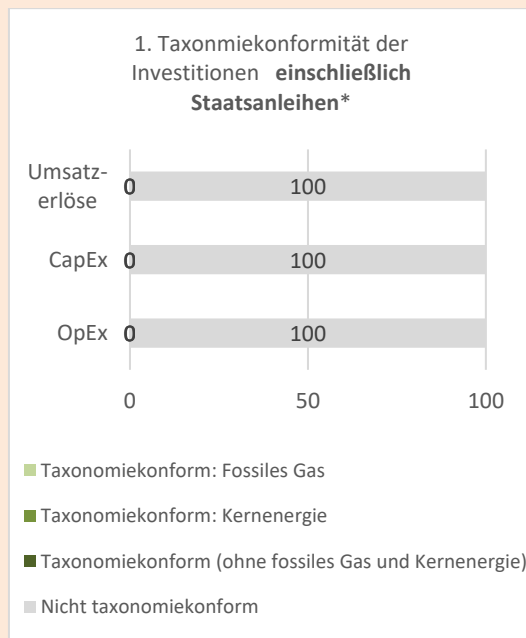 1. Taxonmiekonformität der
Investitionen einschließlich
Staatsanleihen*
Umsatz-
erlöse
0
100
CapEx
0
100
OpEx
0
100
0
50
100
Taxonomiekonform: Fossiles Gas
Taxonomiekonform: Kernenergie
Taxonomiekonform (ohne fossiles Gas und Kernenergie)
Nicht taxonomiekonform